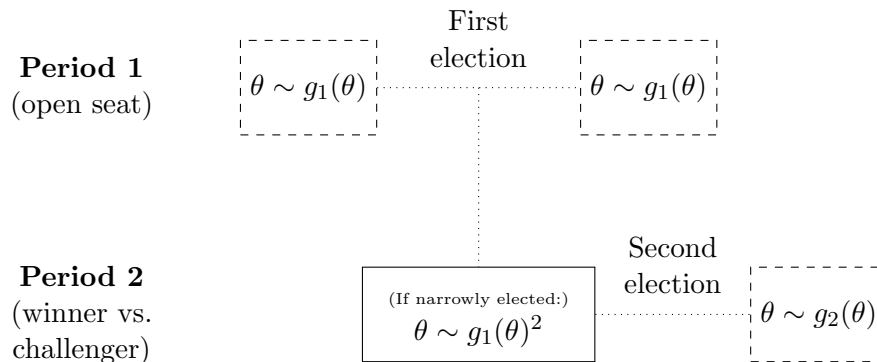 First
election
Period 1
(open seat)
θ ∼ g₁(θ)
θ ∼ g₁(θ)
Second
election
Period 2
(winner vs.
challenger)
(If narrowly elected:)
θ ∼ g₁(θ)²
θ ∼ g₂(θ)